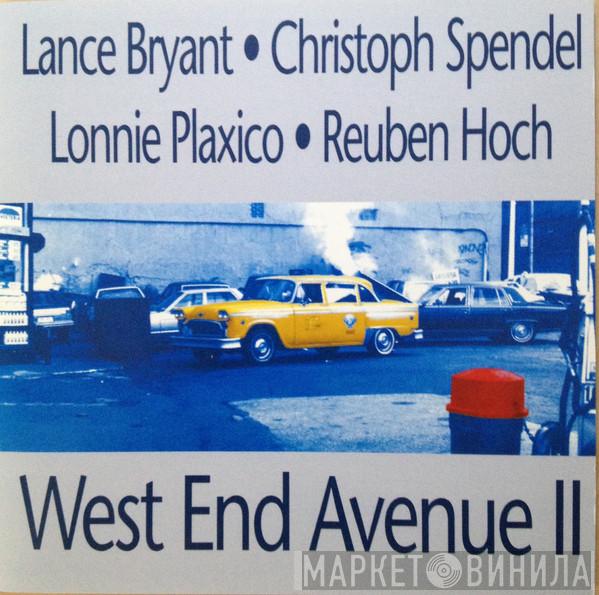 Lance Bryant • Christoph Spendel
Lonnie Plaxico • Reuben Hoch
West End Avenue II
МАРКЕТ ВИНИЛА